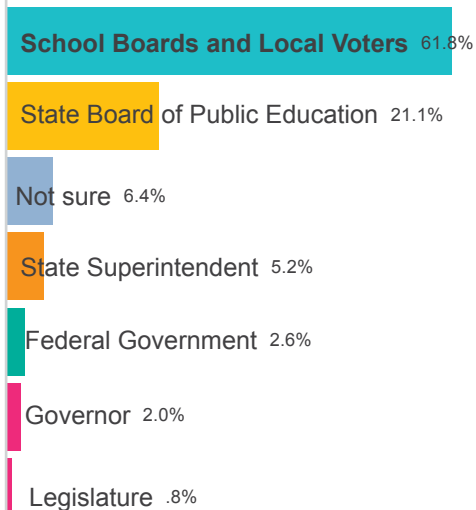 School Boards and Local Voters 61.8%
State Board of Public Education 21.1%
Not sure 6.4%
State Superintendent 5.2%
Federal Government 2.6%
Governor 2.0%
Legislature .8%